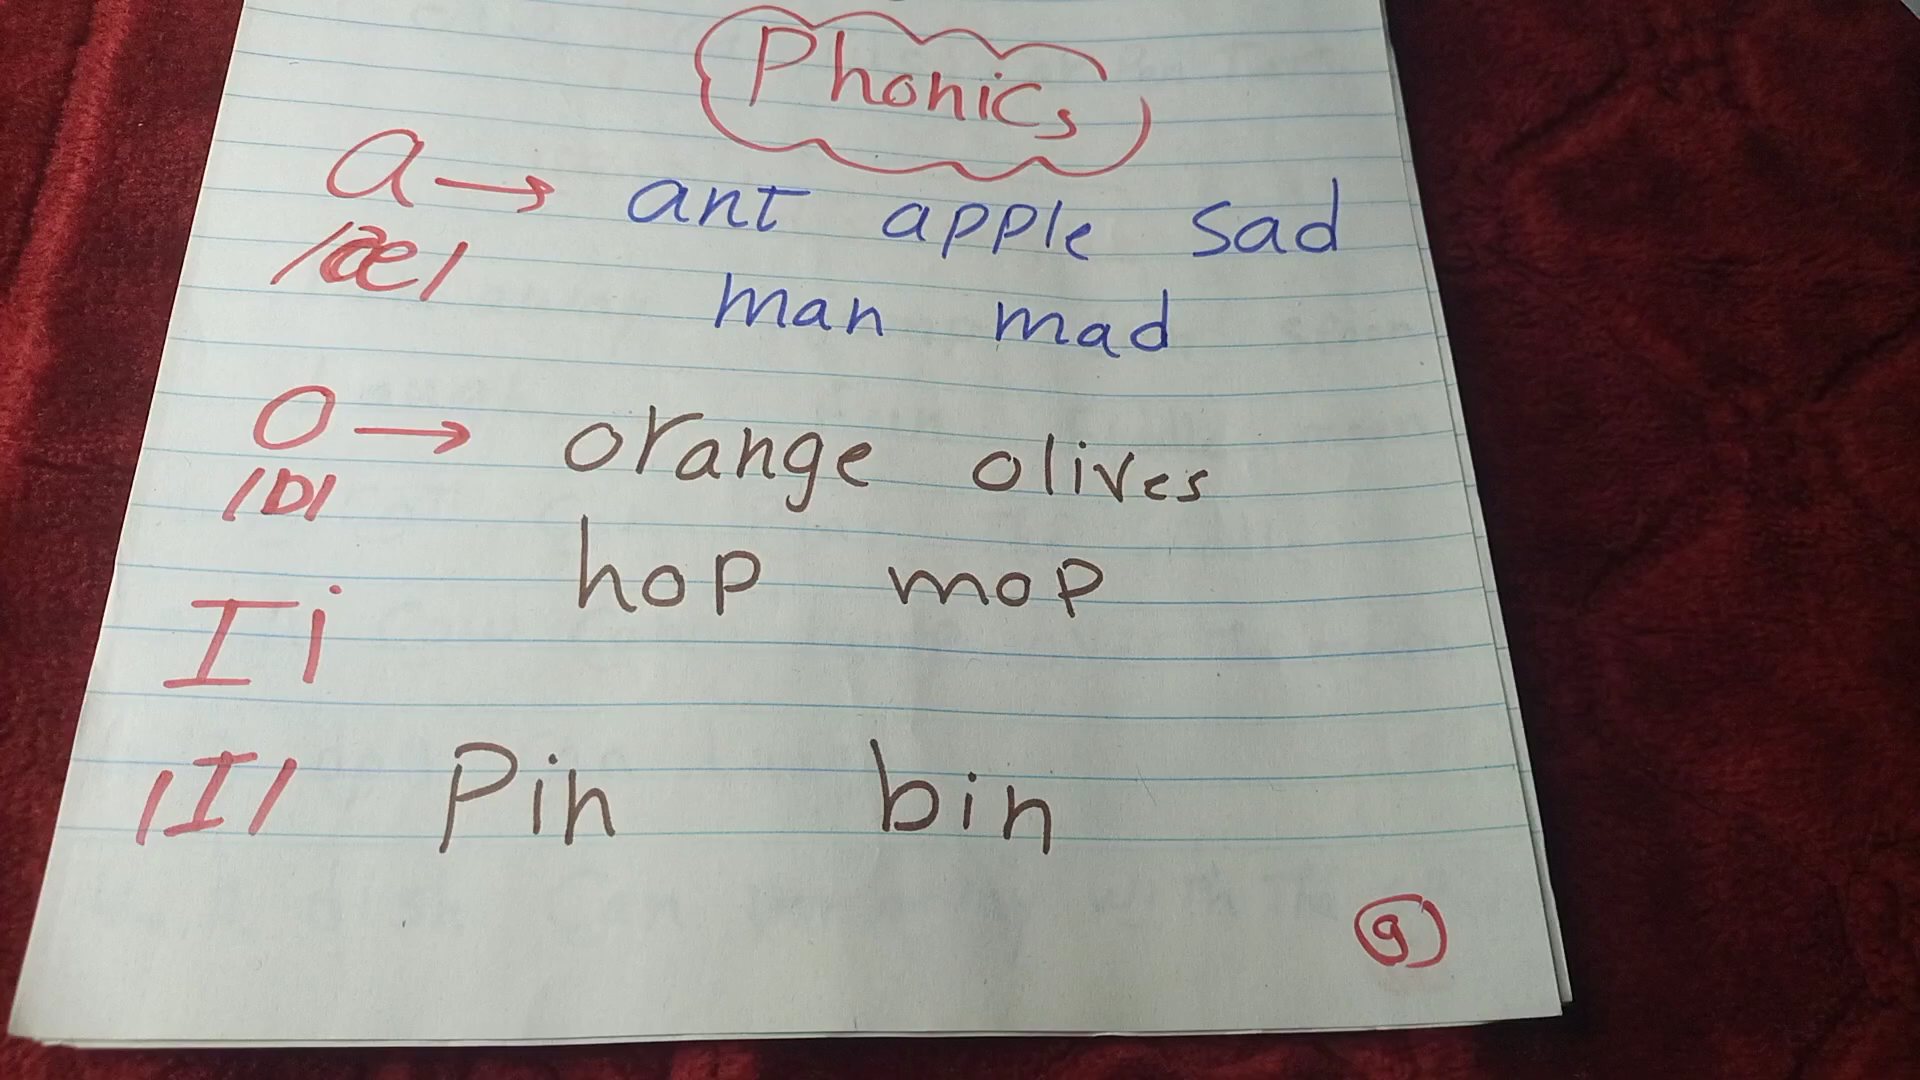 Phonics
a → ant apple sad
/æ/ man mad
o → orange olives
/ɒ/ hop mop
I i
/I/ Pin bin
9